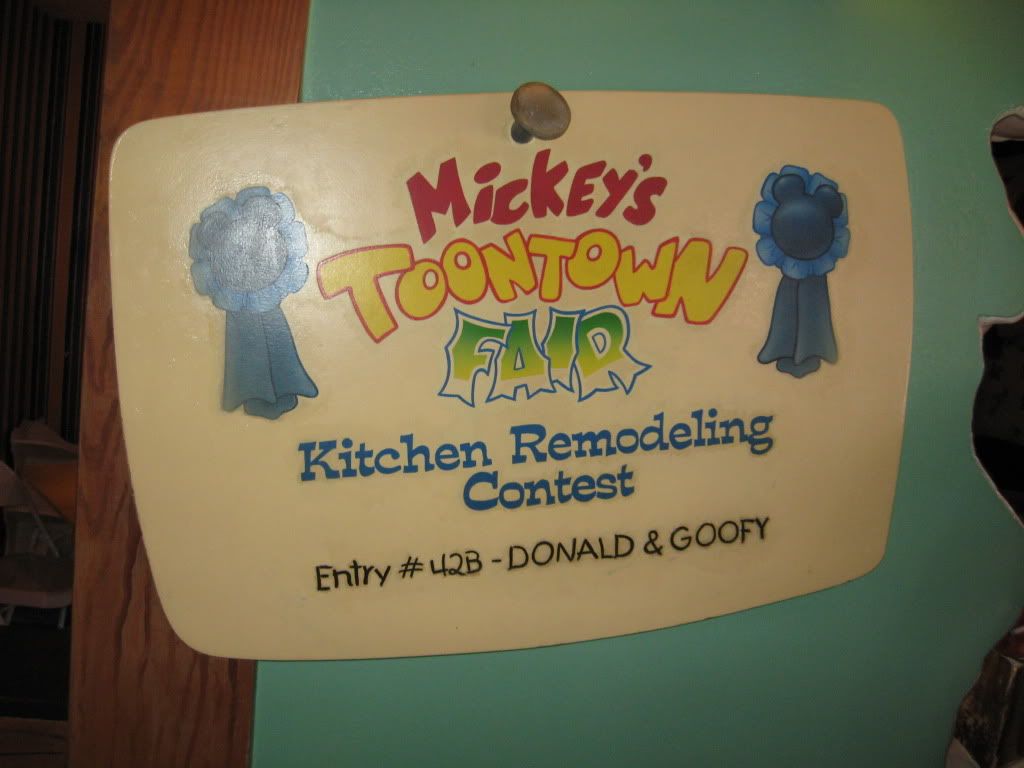 MickEY's
TOONTOWN
FAIR
Kitchen Remodeling
Contest
Entry # 42B - DONALD & GOOFY